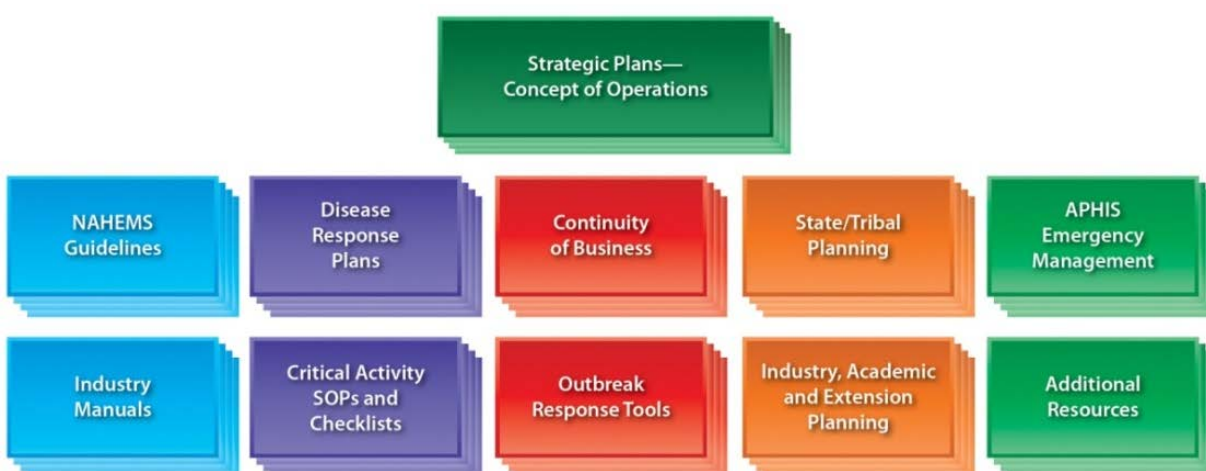 Strategic Plans—
Concept of Operations
NAHEMS
Guidelines
Disease
Response
Plans
Continuity
of Business
State/Tribal
Planning
APHIS
Emergency
Management
Industry
Manuals
Critical Activity
SOPs and
Checklists
Outbreak
Response Tools
Industry, Academic
and Extension
Planning
Additional
Resources